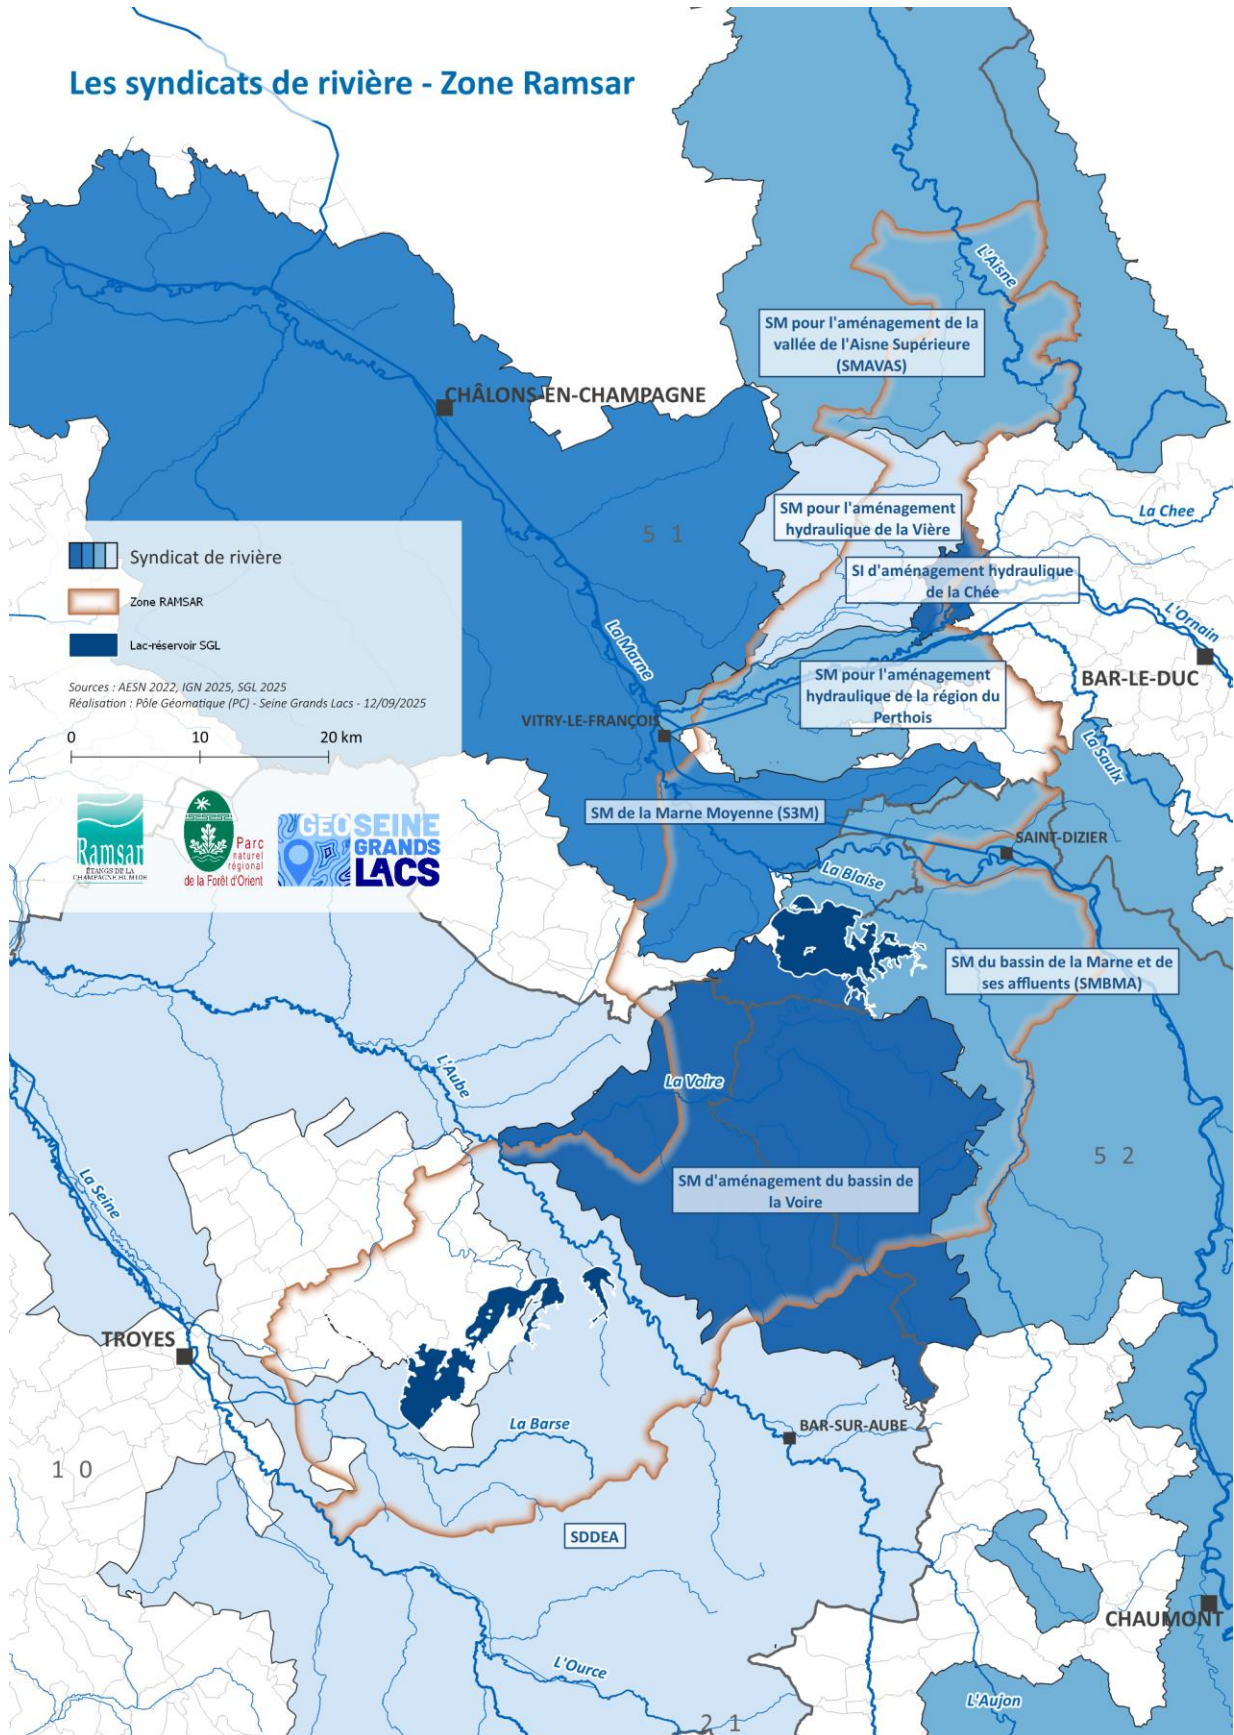 Les syndicats de rivière - Zone Ramsar
L'Aisne
SM pour l'aménagement de la
vallée de l'Aisne Supérieure
(SMAVAS)
CHÂLONS-EN-CHAMPAGNE
La Chee
SM pour l'aménagement
hydraulique de la Vière
5 1
Syndicat de rivière
SI d'aménagement hydraulique
de la Chée
Zone RAMSAR
L'Ornain
La Marne
Lac-réservoir SGL
BAR-LE-DUC
SM pour l'aménagement
hydraulique de la région du
Perthois
Sources : AESN 2022, IGN 2025, SGL 2025
Réalisation : Pôle Géomatique (PC) - Seine Grands Lacs - 12/09/2025
VITRY-LE-FRANÇOIS
0 10 20 km
La Saulx
SM de la Marne Moyenne (S3M)
SAINT-DIZIER
Ramsar
ÉTANGS DE LA
CHAMPAGNE HUMIDE
Parc
naturel
régional
de la Forêt d'Orient
GEOSEINE
GRANDS
LACS
La Blaise
SM du bassin de la Marne et de
ses affluents (SMBMA)
L'Aube
La Voire
5 2
SM d'aménagement du bassin de
la Voire
La Seine
TROYES
La Barse
BAR-SUR-AUBE
1 0
SDDEA
CHAUMONT
L'Ource
L'Aujon
2 1